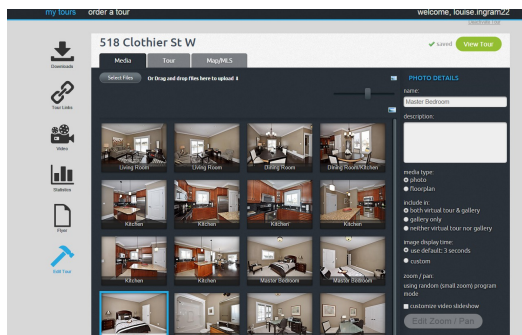 my tours order a tour welcome, louise.ingram22
518 Clothier St W
saved
View Tour
Media Tour Map/MLS
Select Files Or Drag and drop files here to upload
PHOTO DETAILS
name:
Master Bedroom
description:
media type:
photo
floorplan
include in:
both virtual tour & gallery
gallery only
neither virtual tour nor gallery
image display time:
use default: 3 seconds
custom
zoom / pan:
using random (small zoom) program
mode
customize video slideshow
Edit Zoom / Pan
Downloads
Tour Links
Video
Statistics
Flyer
Edit Tour
Living Room Living Room Dining Room Dining Room/Kitchen
Kitchen Kitchen Kitchen Kitchen
Kitchen Kitchen Master Bedroom Master Bedroom